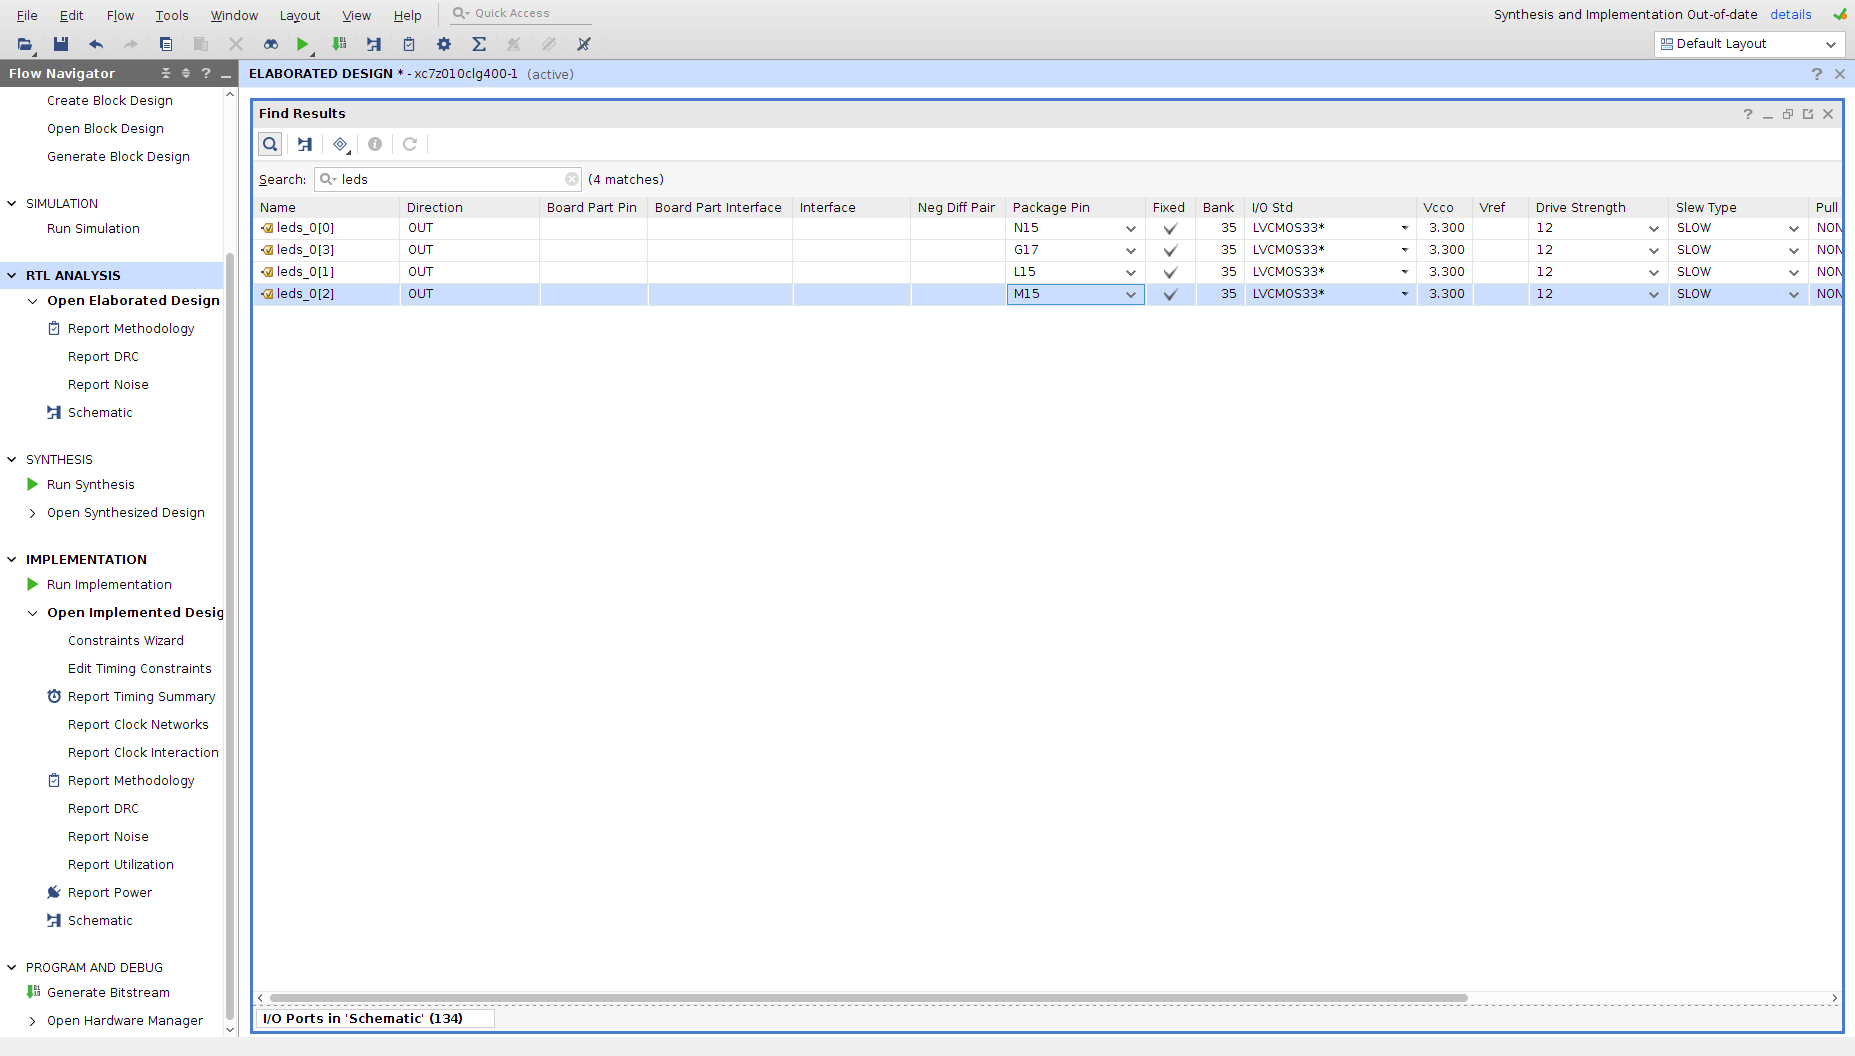 File Edit Flow Tools Window Layout View Help Quick Access
Synthesis and Implementation Out-of-date details
Default Layout
Flow Navigator
Create Block Design
Open Block Design
Generate Block Design
SIMULATION
Run Simulation
RTL ANALYSIS
Open Elaborated Design
Report Methodology
Report DRC
Report Noise
Schematic
SYNTHESIS
Run Synthesis
Open Synthesized Design
IMPLEMENTATION
Run Implementation
Open Implemented Desig
Constraints Wizard
Edit Timing Constraints
Report Timing Summary
Report Clock Networks
Report Clock Interaction
Report Methodology
Report DRC
Report Noise
Report Utilization
Report Power
Schematic
PROGRAM AND DEBUG
Generate Bitstream
Open Hardware Manager
ELABORATED DESIGN * - xc7z010clg400-1 (active)
Find Results
Search: leds (4 matches)
Name Direction Board Part Pin Board Part Interface Interface Neg Diff Pair Package Pin Fixed Bank I/O Std Vcco Vref Drive Strength Slew Type Pull
leds_0[0] OUT N15 35 LVCMOS33* 3.300 12 SLOW NON
leds_0[3] OUT G17 35 LVCMOS33* 3.300 12 SLOW NON
leds_0[1] OUT L15 35 LVCMOS33* 3.300 12 SLOW NON
leds_0[2] OUT M15 35 LVCMOS33* 3.300 12 SLOW NON
I/O Ports in 'Schematic' (134)